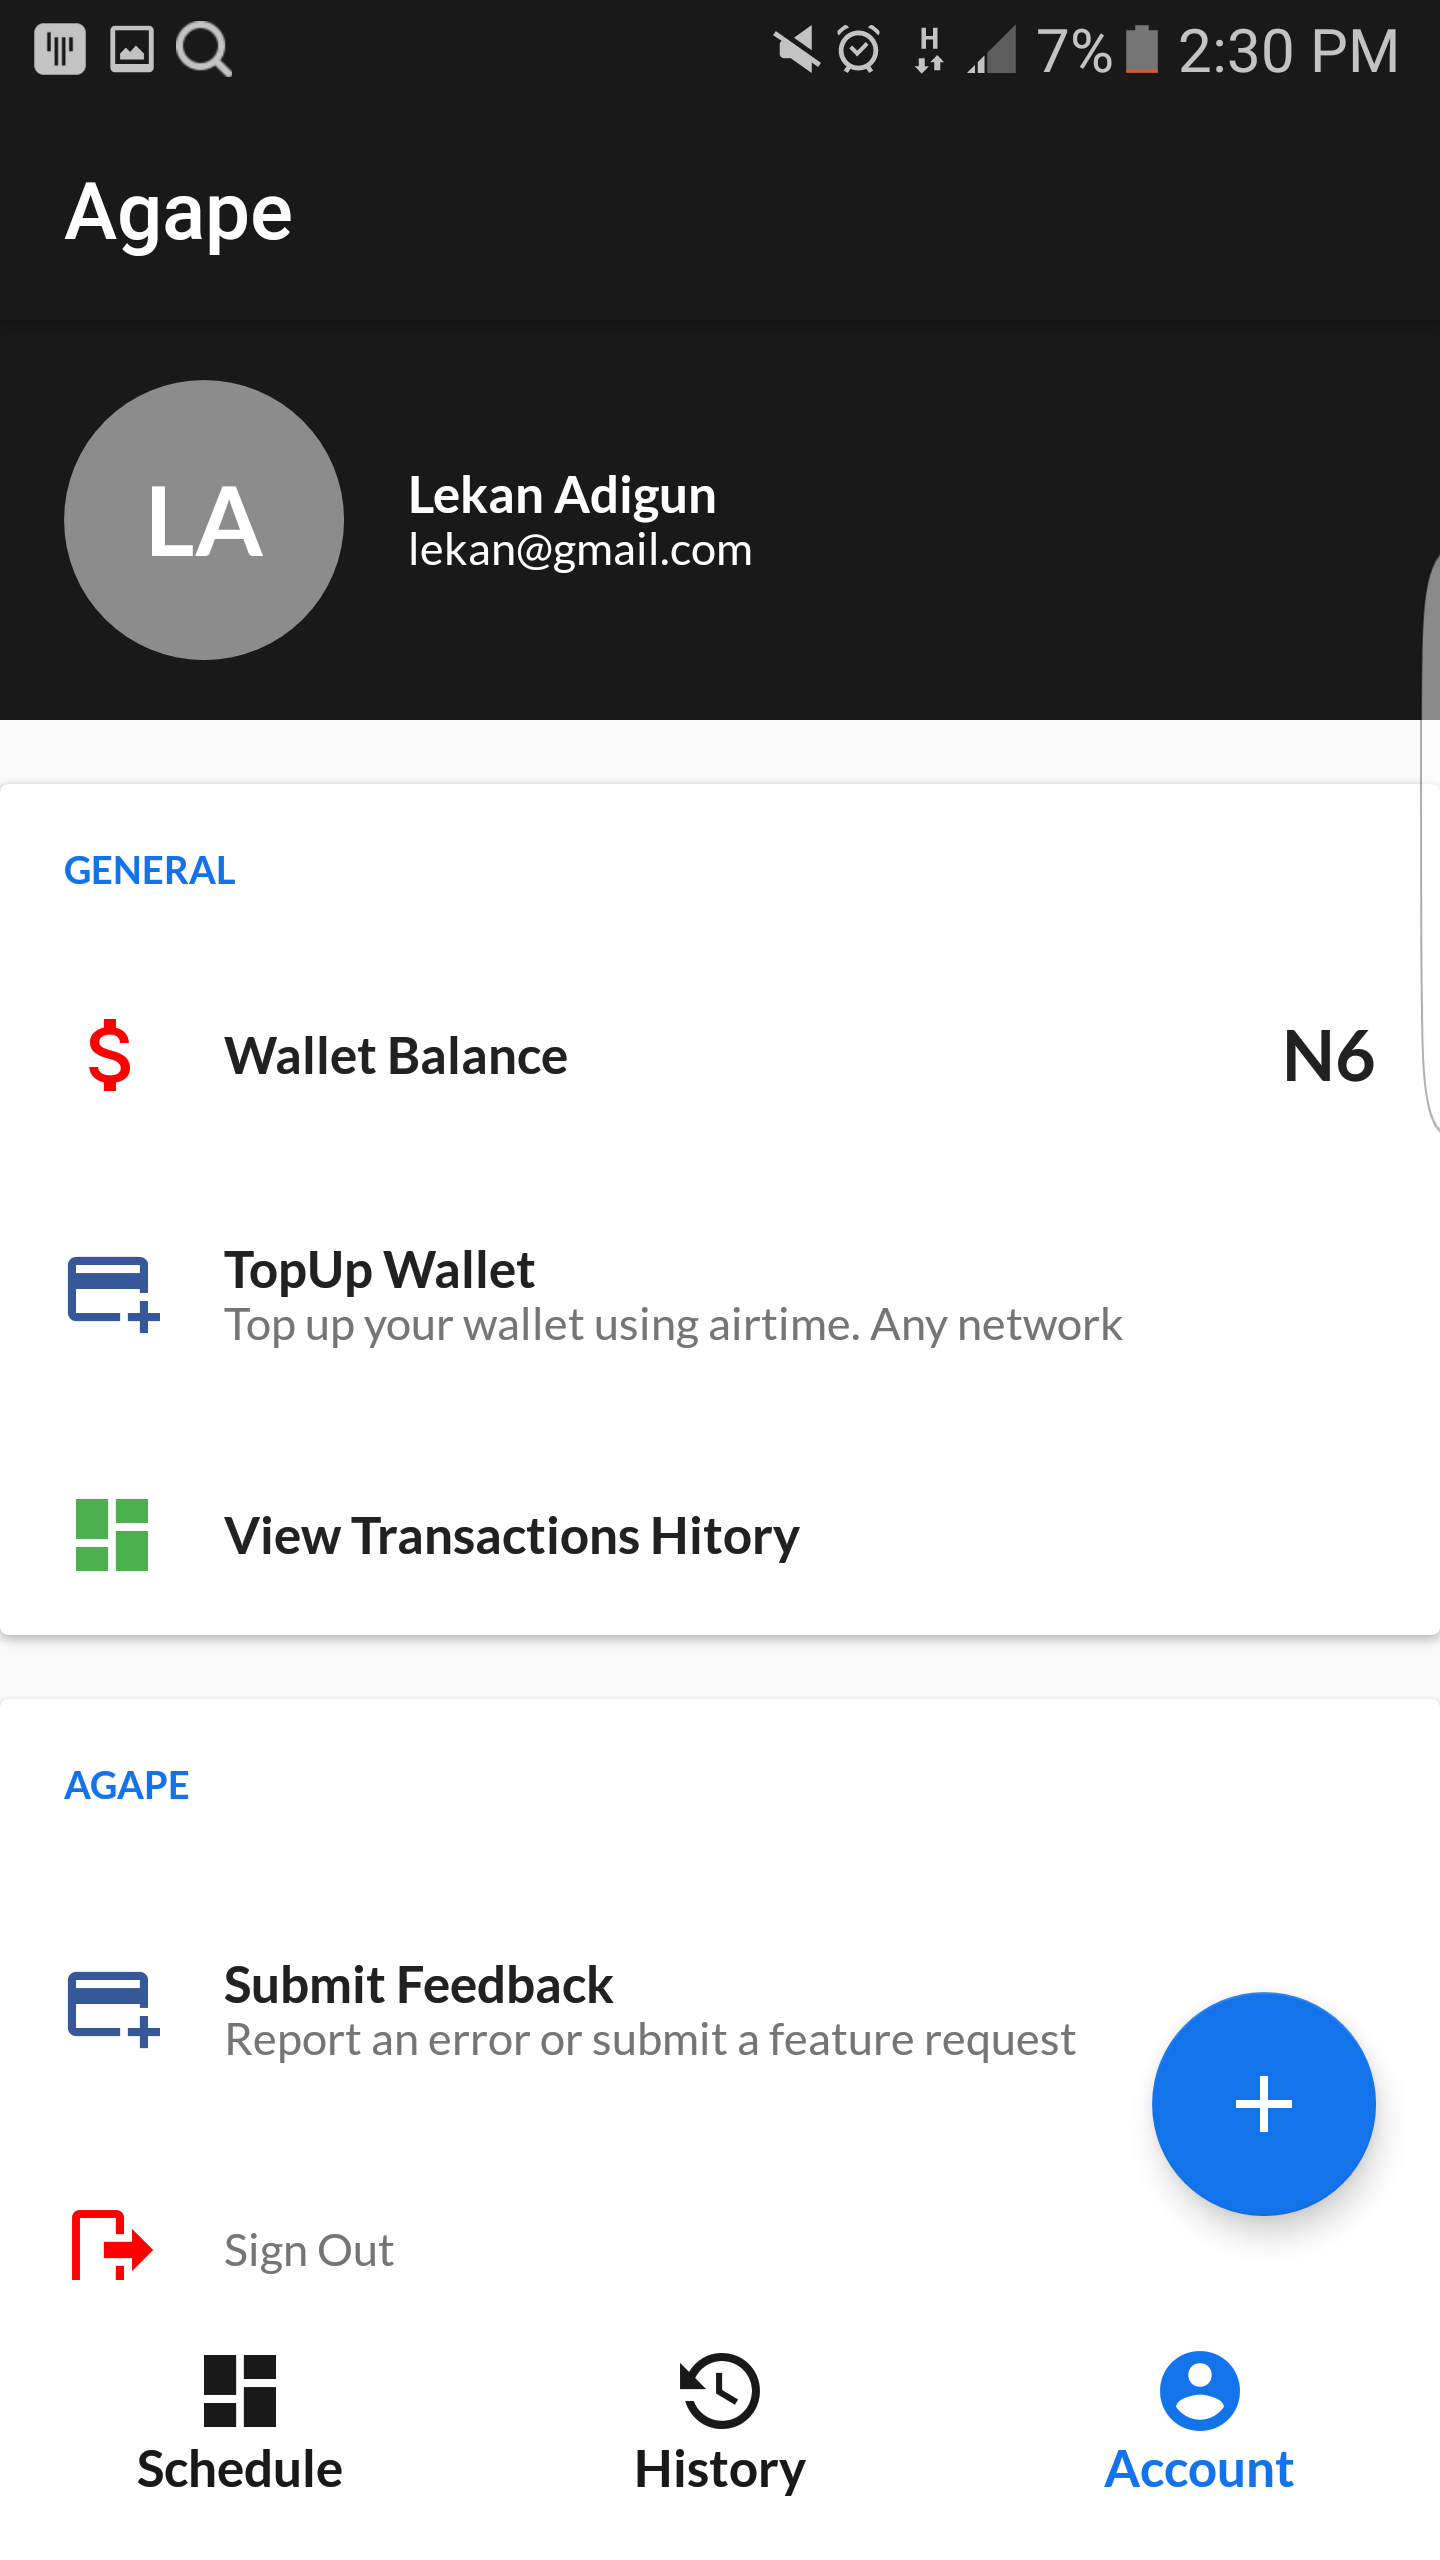 H 7% 2:30 PM
Agape
LA
Lekan Adigun
lekan@gmail.com
GENERAL
Wallet Balance N6
TopUp Wallet
Top up your wallet using airtime. Any network
View Transactions Hitory
AGAPE
Submit Feedback
Report an error or submit a feature request
Sign Out
Schedule History Account